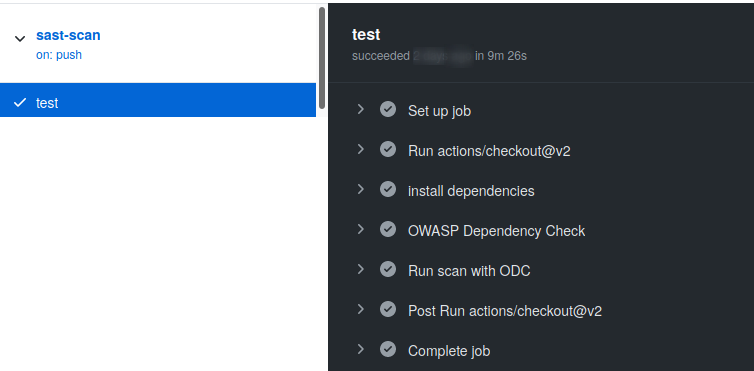 sast-scan
on: push
test
test
succeeded in 9m 26s
Set up job
Run actions/checkout@v2
install dependencies
OWASP Dependency Check
Run scan with ODC
Post Run actions/checkout@v2
Complete job